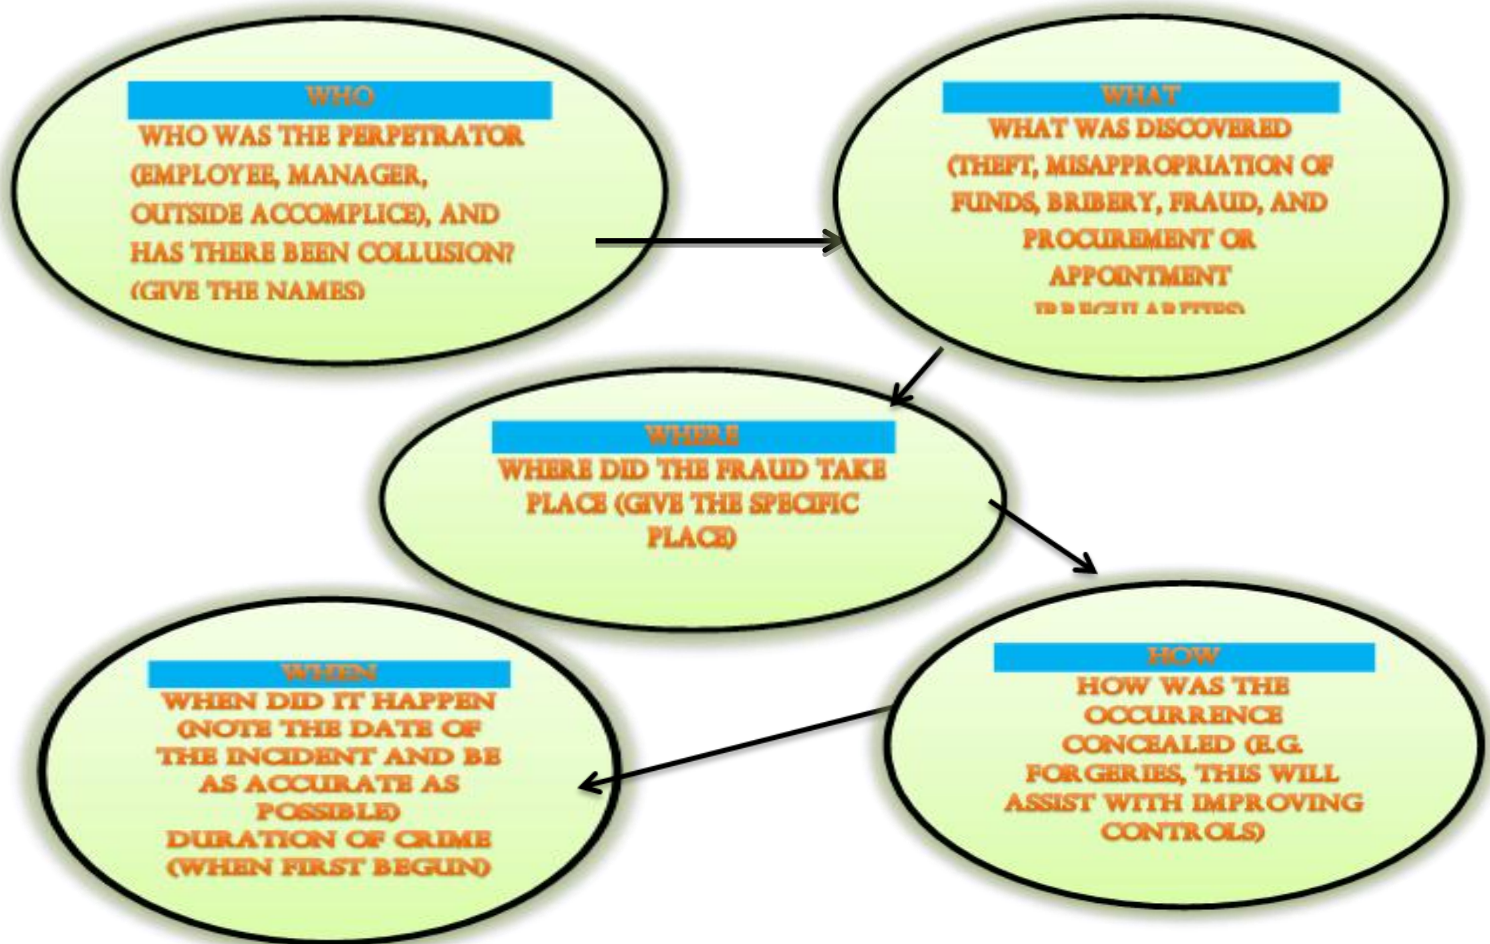 WHO
WHO WAS THE PERPETRATOR
(EMPLOYEE, MANAGER,
OUTSIDE ACCOMPLICE), AND
HAS THERE BEEN COLLUSION?
(GIVE THE NAMES)
WHAT
WHAT WAS DISCOVERED
(THEFT, MISAPPROPRIATION OF
FUNDS, BRIBERY, FRAUD, AND
PROCUREMENT OR
APPOINTMENT
IRREGULARITIES)
WHERE
WHERE DID THE FRAUD TAKE
PLACE (GIVE THE SPECIFIC
PLACE)
HOW
HOW WAS THE
OCCURRENCE
CONCEALED (E.G.
FORGERIES, THIS WILL
ASSIST WITH IMPROVING
CONTROLS)
WHEN
WHEN DID IT HAPPEN
(NOTE THE DATE OF
THE INCIDENT AND BE
AS ACCURATE AS
POSSIBLE)
DURATION OF CRIME
(WHEN FIRST BEGUN)